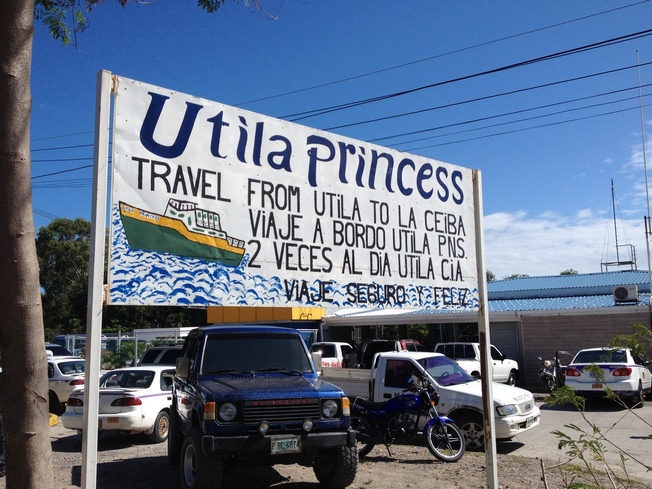 Utila Princess
TRAVEL FROM UTILA TO LA CEIBA
VIAJE A BORDO UTILA PNS.
2 VECES AL DIA UTILA CIA.
VIAJE SEGURO Y FELIZ